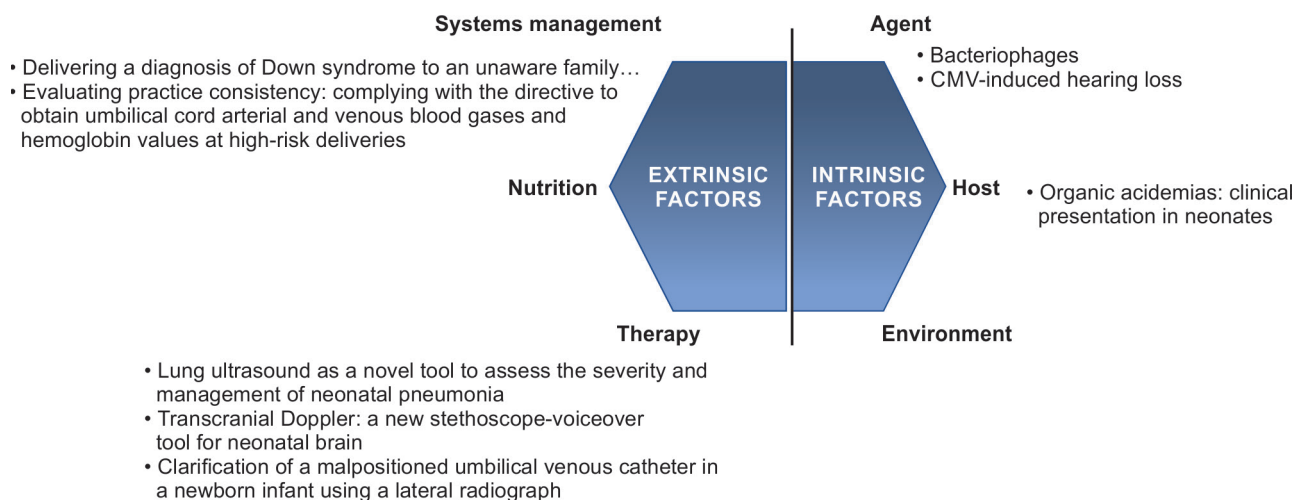 Systems management
Agent
• Delivering a diagnosis of Down syndrome to an unaware family…
• Evaluating practice consistency: complying with the directive to
obtain umbilical cord arterial and venous blood gases and
hemoglobin values at high-risk deliveries
• Bacteriophages
• CMV-induced hearing loss
Nutrition
EXTRINSIC
FACTORS
INTRINSIC
FACTORS
Host
• Organic acidemias: clinical
presentation in neonates
Therapy
Environment
• Lung ultrasound as a novel tool to assess the severity and
management of neonatal pneumonia
• Transcranial Doppler: a new stethoscope-voiceover
tool for neonatal brain
• Clarification of a malpositioned umbilical venous catheter in
a newborn infant using a lateral radiograph